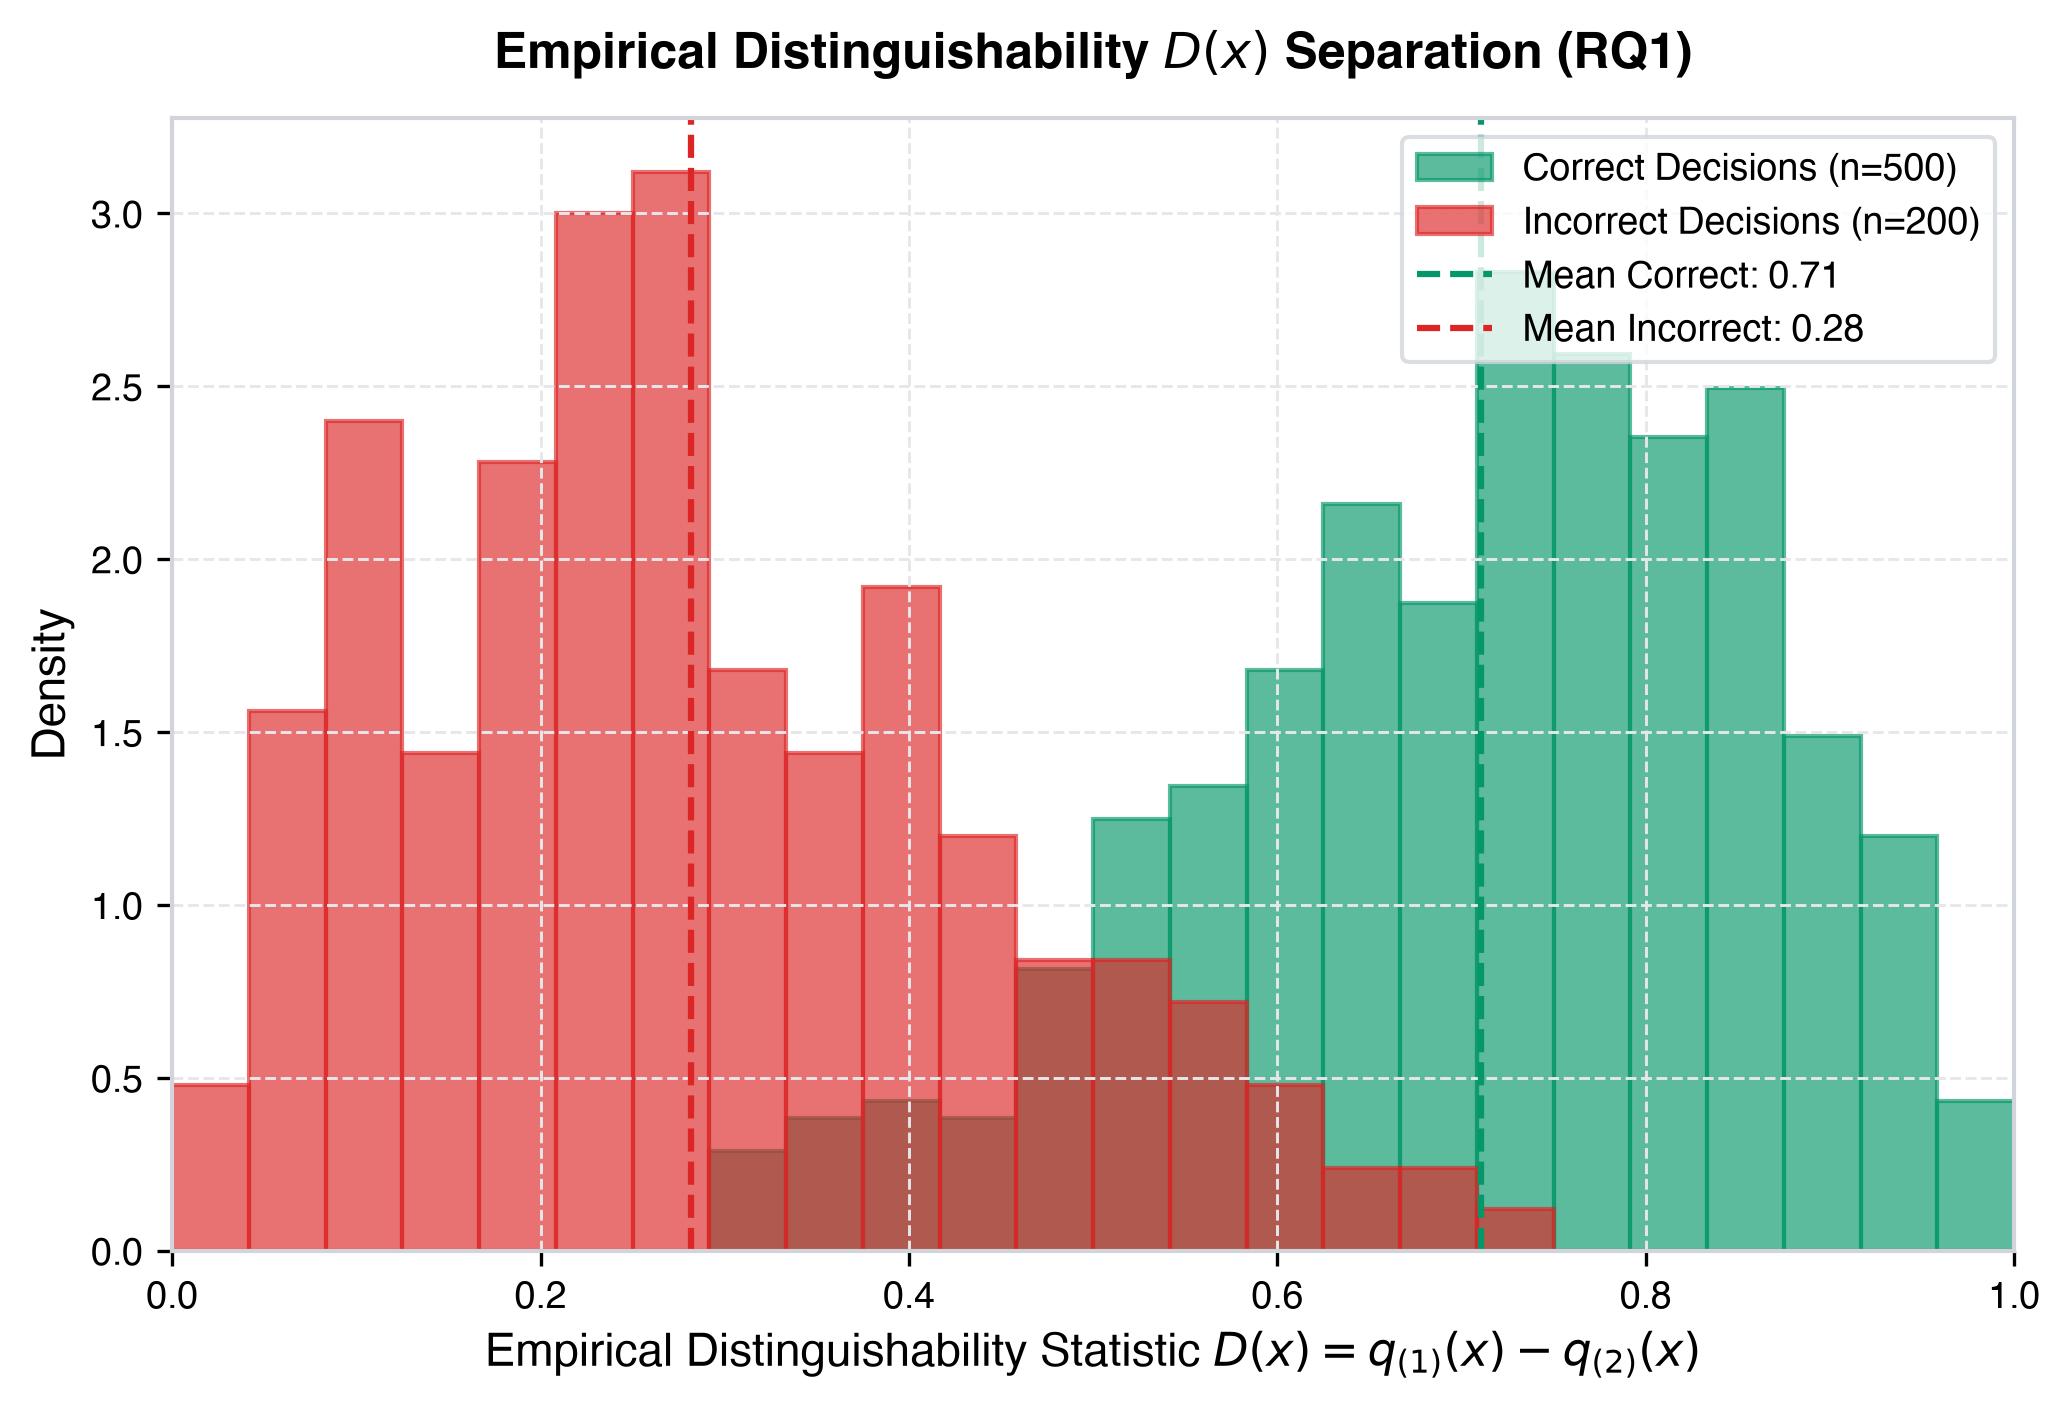 Empirical Distinguishability D(x) Separation (RQ1)
Correct Decisions (n=500)
Incorrect Decisions (n=200)
Mean Correct: 0.71
Mean Incorrect: 0.28
Density
3.0
2.5
2.0
1.5
1.0
0.5
0.0
0.0 0.2 0.4 0.6 0.8 1.0
Empirical Distinguishability Statistic D(x) = q(1)(x) − q(2)(x)